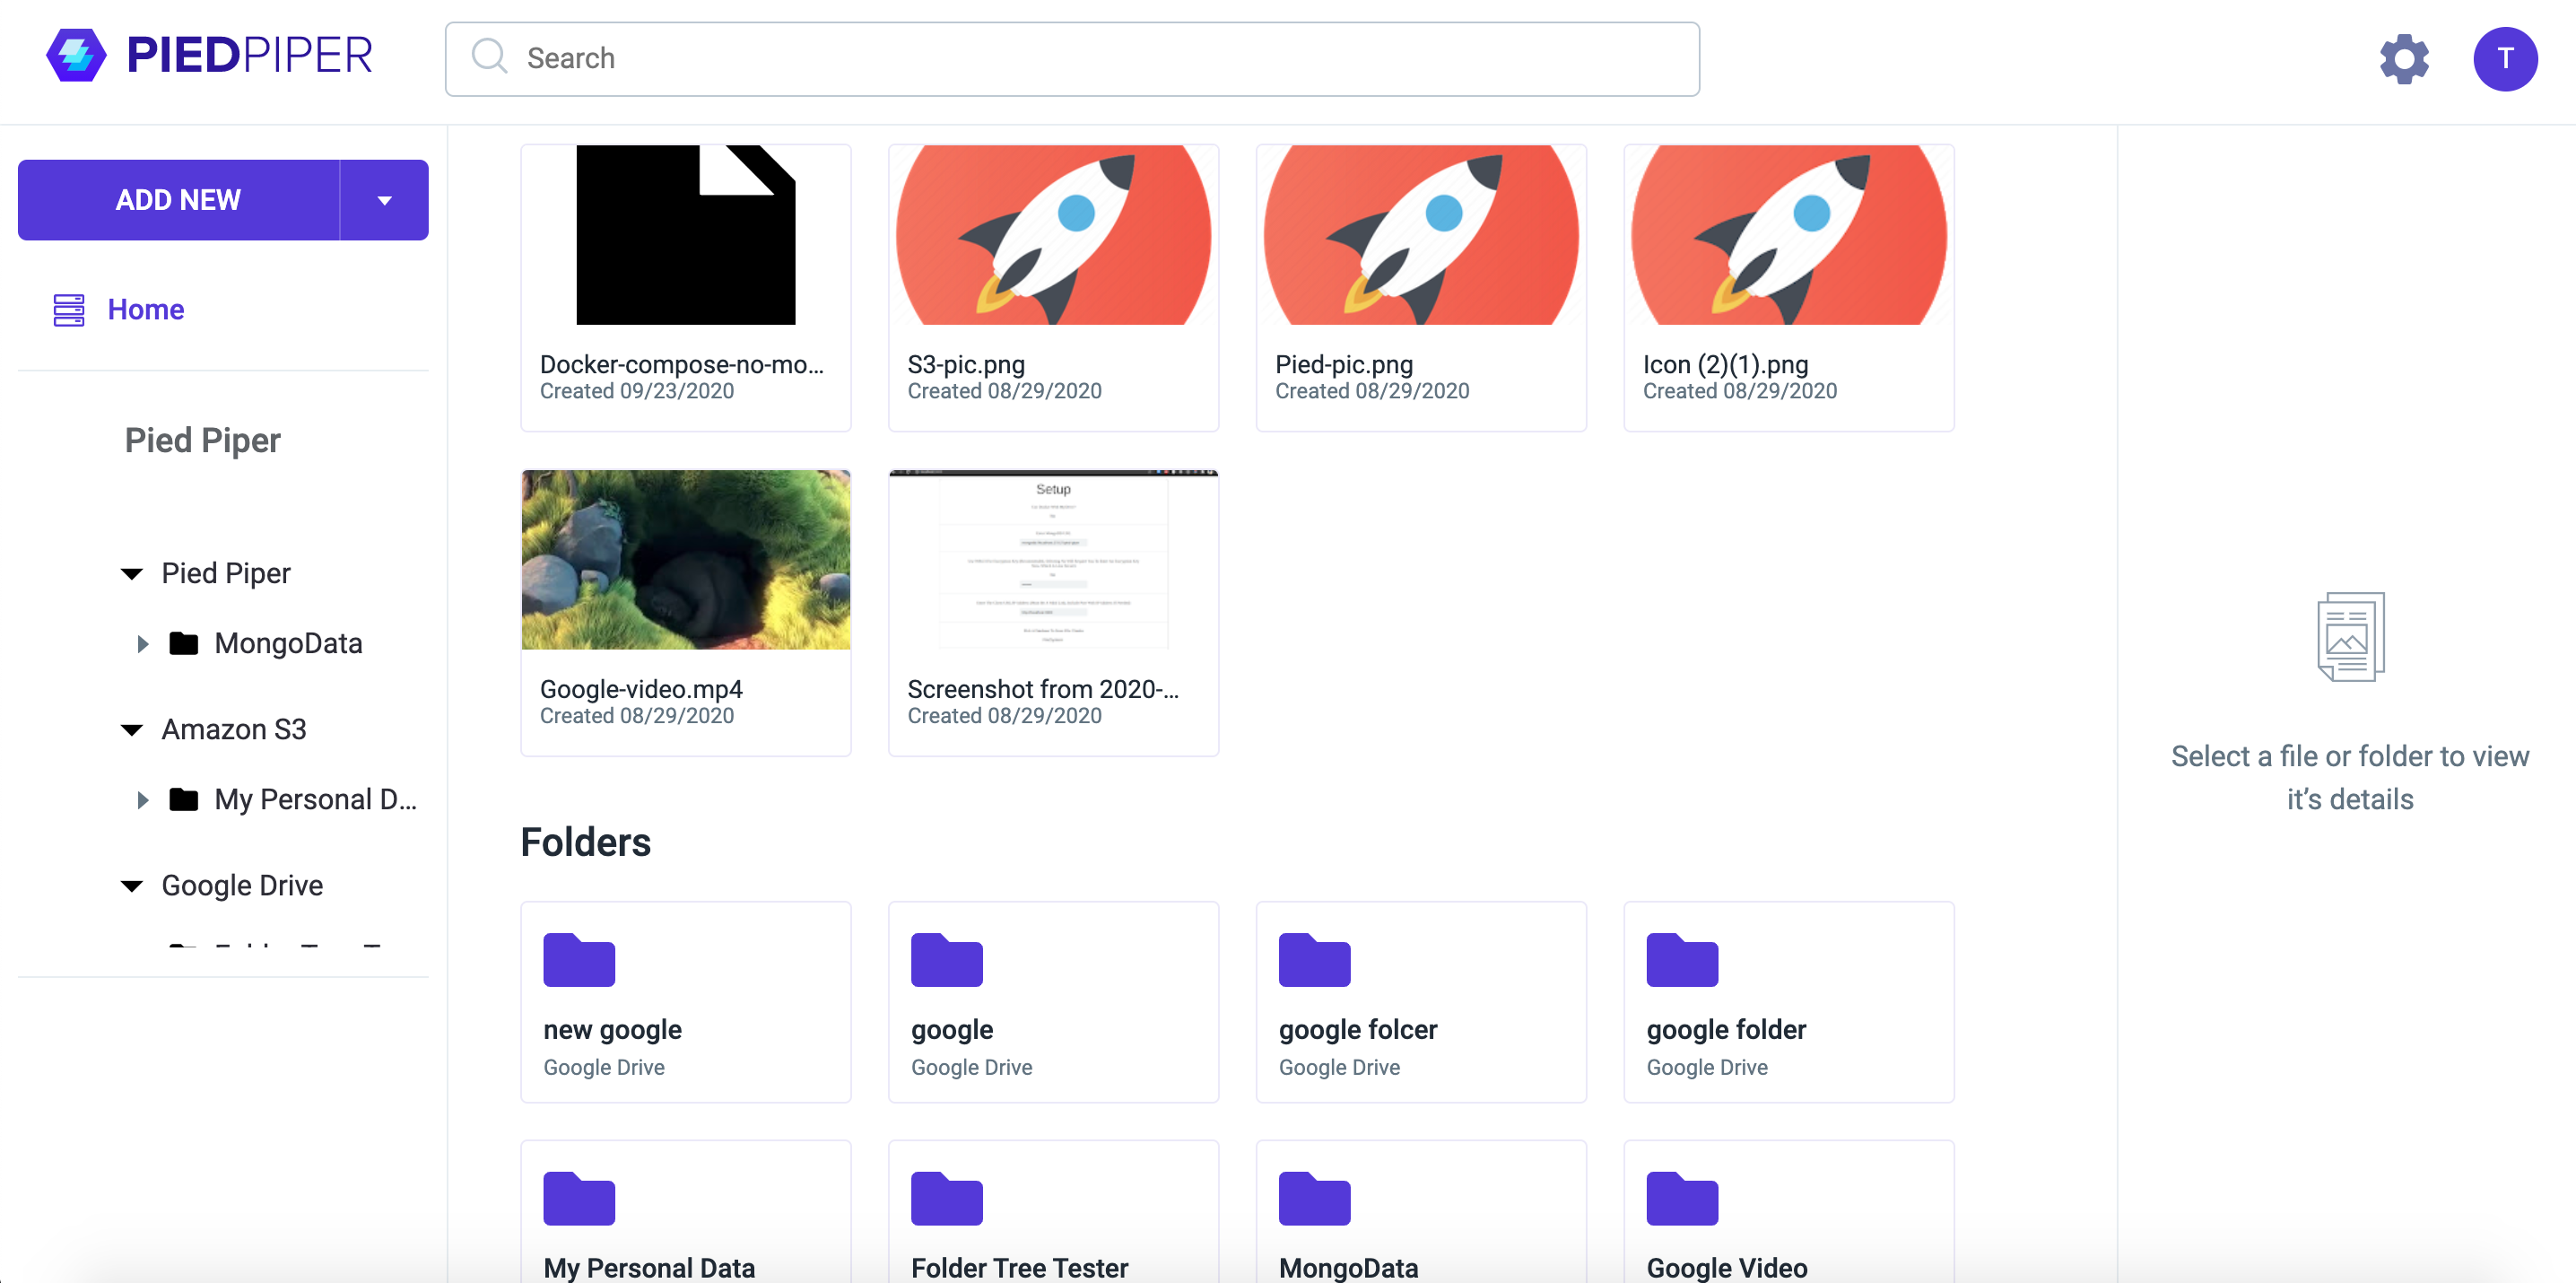 PIEDPIPER
Search
T
ADD NEW
Home
Pied Piper
Pied Piper
MongoData
Amazon S3
My Personal D...
Google Drive
Docker-compose-no-mo...
Created 09/23/2020
S3-pic.png
Created 08/29/2020
Pied-pic.png
Created 08/29/2020
Icon (2)(1).png
Created 08/29/2020
Google-video.mp4
Created 08/29/2020
Setup
Screenshot from 2020-...
Created 08/29/2020
Folders
new google
Google Drive
google
Google Drive
google folcer
Google Drive
google folder
Google Drive
My Personal Data
Folder Tree Tester
MongoData
Google Video
Select a file or folder to view
it’s details